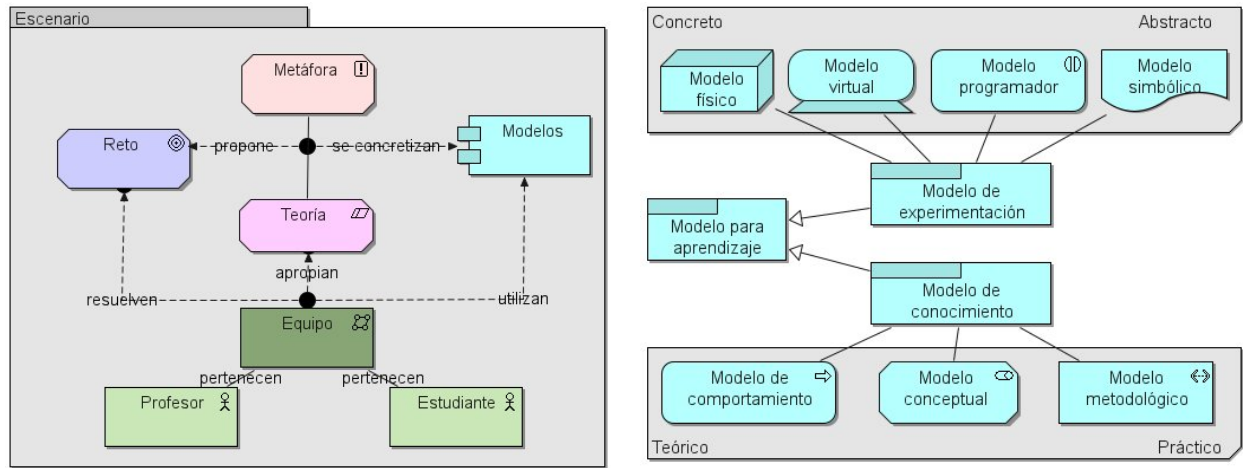 Escenario
Metáfora
Reto
propone
se concretizan
Modelos
Teoría
apropian
resuelven
utilizan
Equipo
pertenecen
pertenecen
Profesor
Estudiante
Concreto
Abstracto
Modelo
físico
Modelo
virtual
Modelo
programador
Modelo
simbólico
Modelo de
experimentación
Modelo para
aprendizaje
Modelo de
conocimiento
Modelo de
comportamiento
Modelo
conceptual
Modelo
metodológico
Teórico
Práctico